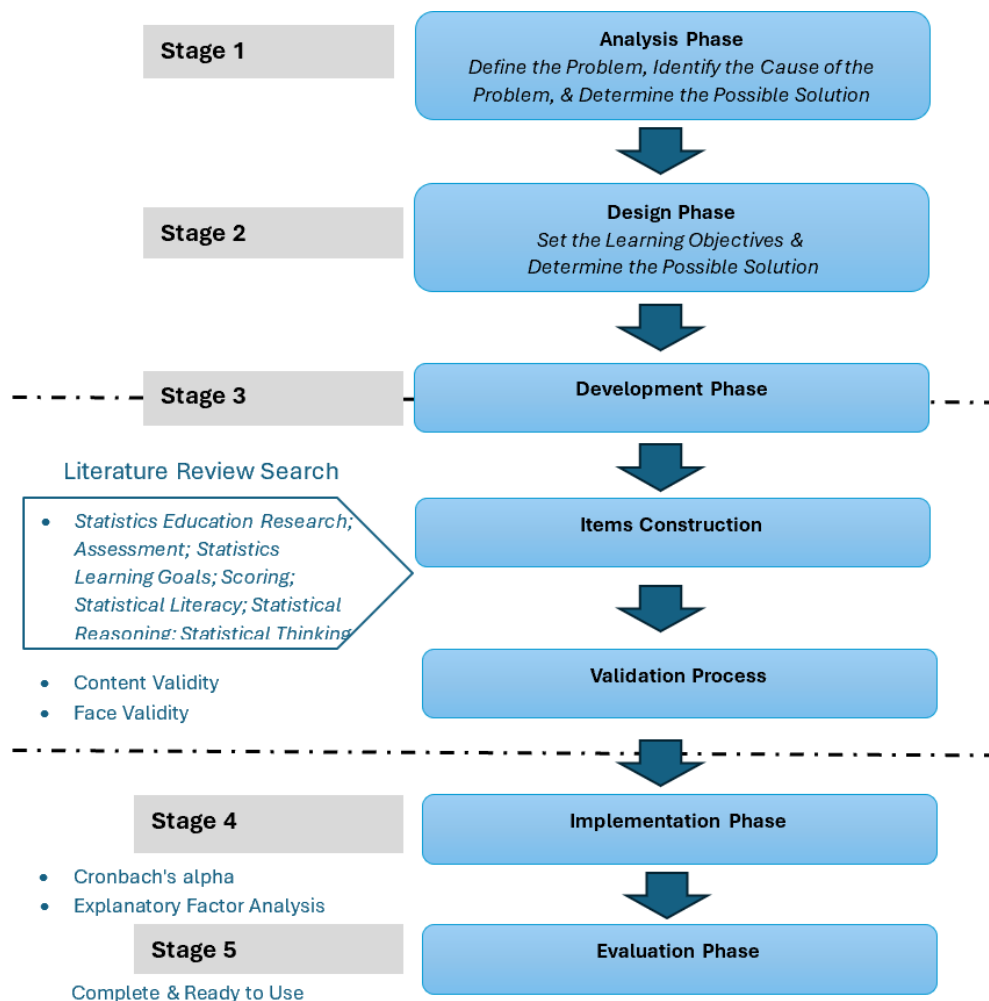 Stage 1
Analysis Phase
Define the Problem, Identify the Cause of the
Problem, & Determine the Possible Solution
Stage 2
Design Phase
Set the Learning Objectives &
Determine the Possible Solution
Stage 3
Development Phase
Literature Review Search
• Statistics Education Research;
Assessment; Statistics
Learning Goals; Scoring;
Statistical Literacy; Statistical
Reasoning; Statistical Thinking
Items Construction
Validation Process
• Content Validity
• Face Validity
Stage 4
Implementation Phase
• Cronbach's alpha
• Explanatory Factor Analysis
Stage 5
Evaluation Phase
Complete & Ready to Use